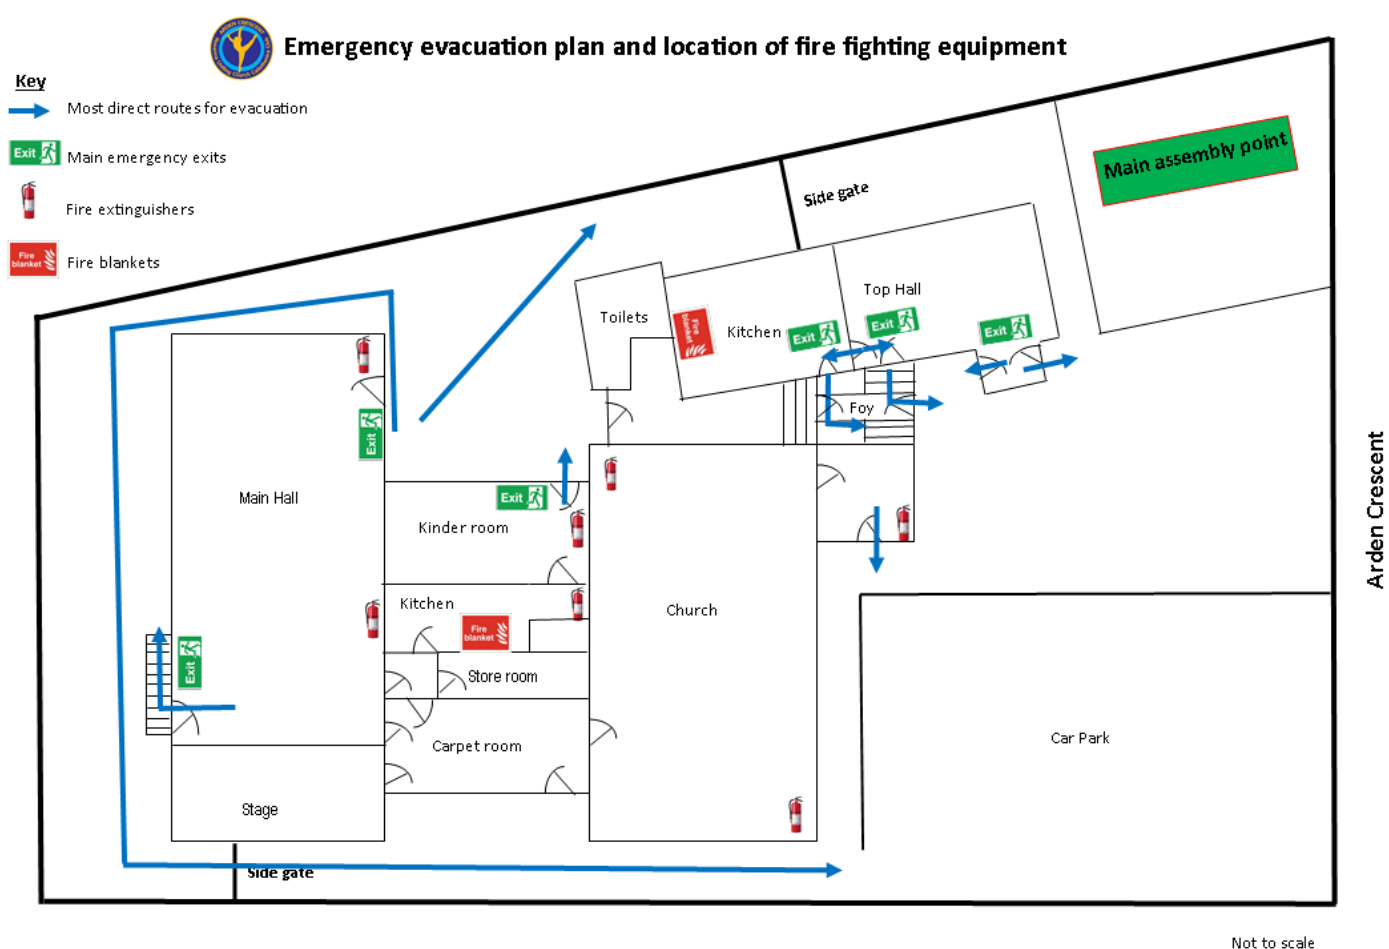 Emergency evacuation plan and location of fire fighting equipment
Key
Most direct routes for evacuation
Exit
Main emergency exits
Fire extinguishers
Fire
blanket
Fire blankets
Main assembly point
Side gate
Top Hall
Toilets
Fire
blanket
Kitchen
Exit
Exit
Exit
Foy
Exit
Main Hall
Exit
Kinder room
Kitchen
Fire
blanket
Church
Arden Crescent
Exit
Store room
Carpet room
Car Park
Stage
Side gate
Not to scale